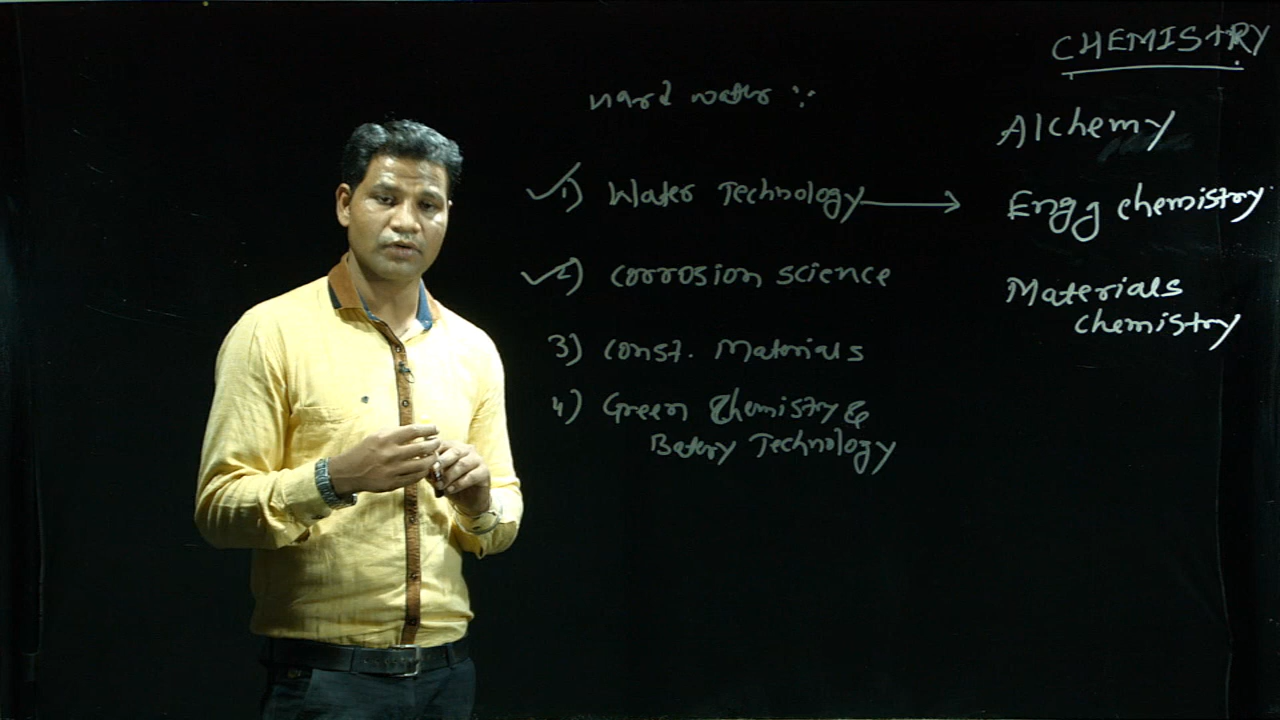 CHEMISTRY
Hard water :-
Alchemy
1) Water Technology → Engg chemistry
2) Corrosion science
Materials
chemistry
3) Const. Materials
4) Green Chemistry &
Battery Technology